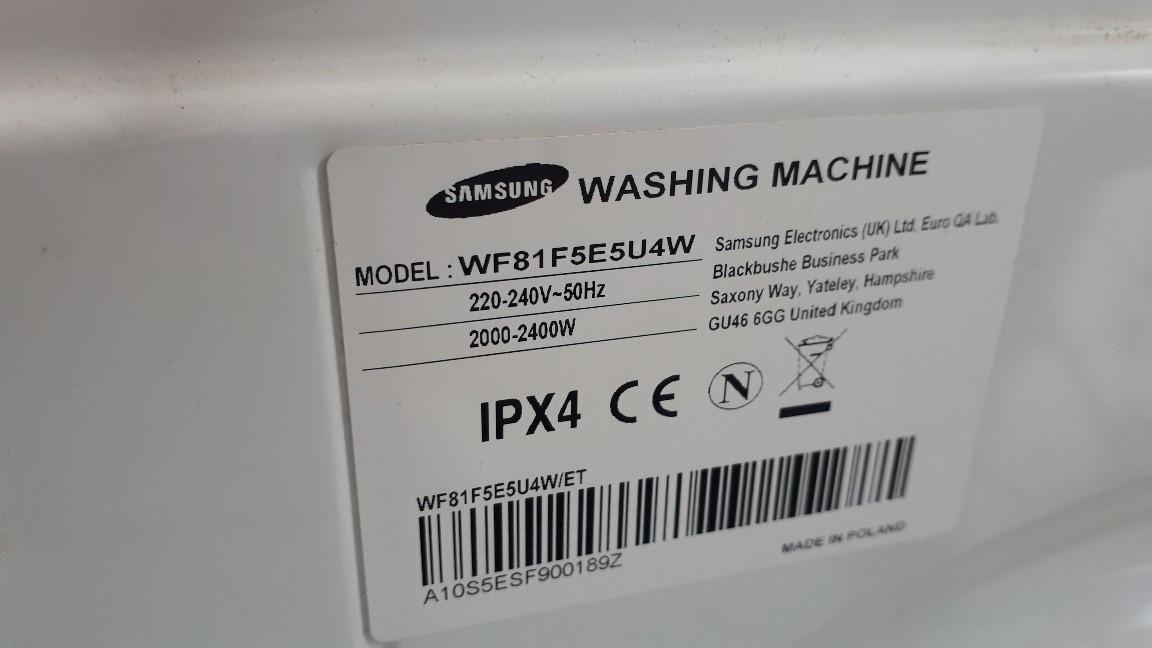 SAMSUNG WASHING MACHINE
MODEL : WF81F5E5U4W
220-240V~50Hz
2000-2400W
Samsung Electronics (UK) Ltd, Euro QA Lab.
Blackbushe Business Park
Saxony Way, Yateley, Hampshire
GU46 6GG United Kingdom
IPX4 CE N
WF81F5E5U4W/ET
A10S5ESF900189Z
MADE IN POLAND